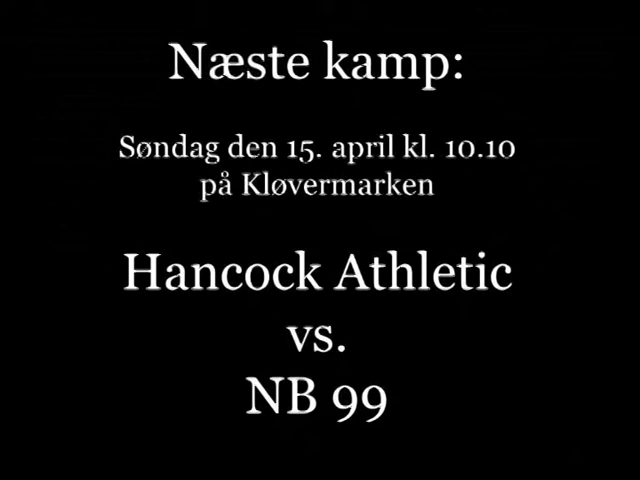 Næste kamp:
Søndag den 15. april kl. 10.10
på Kløvermarken
Hancock Athletic
vs.
NB 99